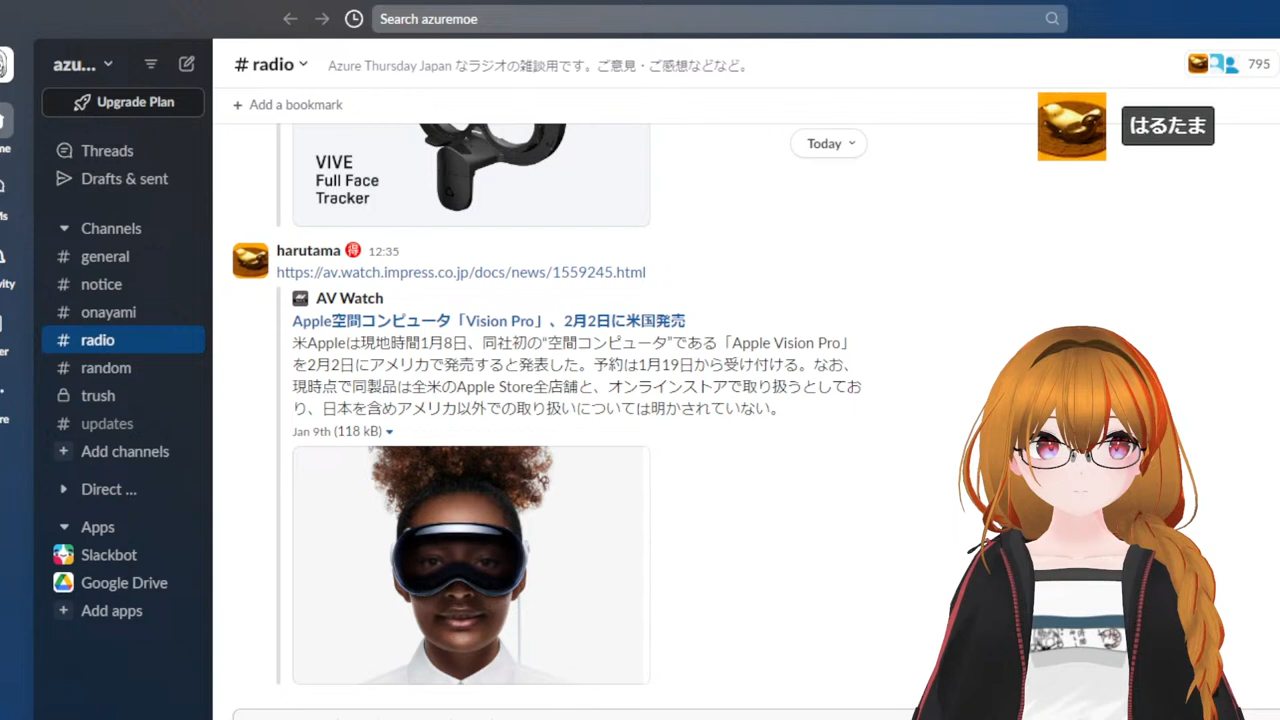 Search azuremoe
azu...
# radio
Azure Thursday Japan なラジオの雑談用です。ご意見・ご感想などなど。
795
Upgrade Plan
+ Add a bookmark
はるたま
Today
Threads
Drafts & sent
Channels
# general
# notice
# onayami
# radio
# random
trash
# updates
+ Add channels
Direct ...
Apps
Slackbot
Google Drive
+ Add apps
VIVE
Full Face
Tracker
harutama 得 12:35
https://av.watch.impress.co.jp/docs/news/1559245.html
AV Watch
Apple空間コンピュータ「Vision Pro」、2月2日に米国発売
米Appleは現地時間1月8日、同社初の“空間コンピュータ”である「Apple Vision Pro」
を2月2日にアメリカで発売すると発表した。予約は1月19日から受け付ける。なお、
現時点で同製品は全米のApple Store全店舗と、オンラインストアで取り扱うとしてお
り、日本を含めアメリカ以外での取り扱いについては明かされていない。
Jan 9th (118 kB)